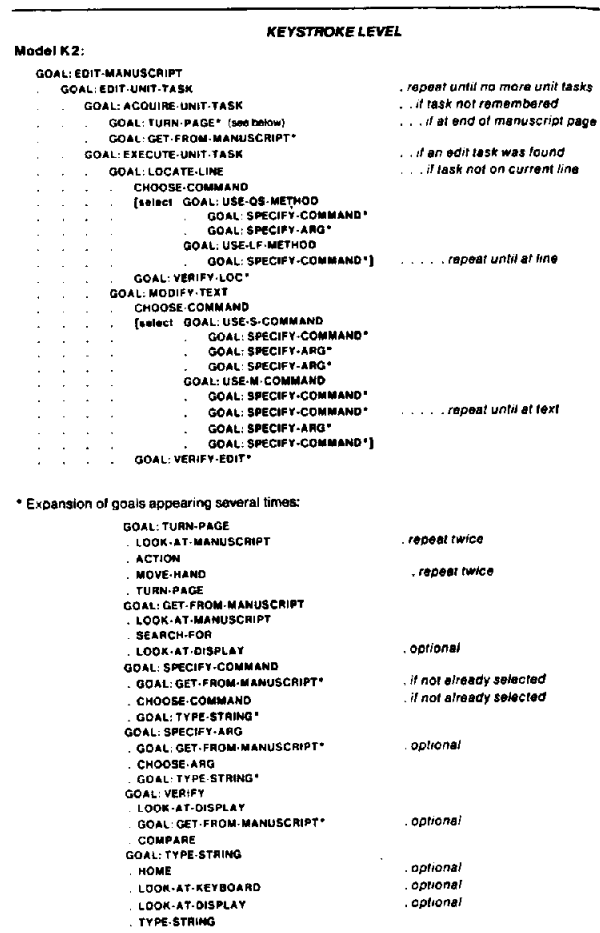 KEYSTROKE LEVEL
Model K2:
GOAL: EDIT-MANUSCRIPT
. GOAL: EDIT-UNIT-TASK . repeat until no more unit tasks
. . GOAL: ACQUIRE-UNIT-TASK . . if task not remembered
. . . GOAL: TURN-PAGE* (see below) . . . if at end of manuscript page
. . . GOAL: GET-FROM-MANUSCRIPT*
. . GOAL: EXECUTE-UNIT-TASK . . if an edit task was found
. . . GOAL: LOCATE-LINE . . . if task not on current line
. . . . CHOOSE-COMMAND
. . . . [select GOAL: USE-QS-METHOD
. . . . . GOAL: SPECIFY-COMMAND*
. . . . . GOAL: SPECIFY-ARG*
. . . . GOAL: USE-LF-METHOD
. . . . . GOAL: SPECIFY-COMMAND*] . . . . . repeat until at line
. . . . GOAL: VERIFY-LOC*
. . . GOAL: MODIFY-TEXT
. . . . CHOOSE-COMMAND
. . . . [select GOAL: USE-S-COMMAND
. . . . . GOAL: SPECIFY-COMMAND*
. . . . . GOAL: SPECIFY-ARG*
. . . . . GOAL: SPECIFY-ARG*
. . . . GOAL: USE-M-COMMAND
. . . . . GOAL: SPECIFY-COMMAND*
. . . . . GOAL: SPECIFY-COMMAND* . . . . . repeat until at text
. . . . . GOAL: SPECIFY-ARG*
. . . . . GOAL: SPECIFY-COMMAND*]
. . . . GOAL: VERIFY-EDIT*
* Expansion of goals appearing several times:
GOAL: TURN-PAGE
. LOOK-AT-MANUSCRIPT . repeat twice
. ACTION
. MOVE-HAND . repeat twice
. TURN-PAGE
GOAL: GET-FROM-MANUSCRIPT
. LOOK-AT-MANUSCRIPT
. SEARCH-FOR
. LOOK-AT-DISPLAY . optional
GOAL: SPECIFY-COMMAND
. GOAL: GET-FROM-MANUSCRIPT* . if not already selected
. CHOOSE-COMMAND . if not already selected
. GOAL: TYPE-STRING*
GOAL: SPECIFY-ARG
. GOAL: GET-FROM-MANUSCRIPT* . optional
. CHOOSE-ARG
. GOAL: TYPE-STRING*
GOAL: VERIFY
. LOOK-AT-DISPLAY
. GOAL: GET-FROM-MANUSCRIPT* . optional
. COMPARE
GOAL: TYPE-STRING
. HOME . optional
. LOOK-AT-KEYBOARD . optional
. LOOK-AT-DISPLAY . optional
. TYPE-STRING